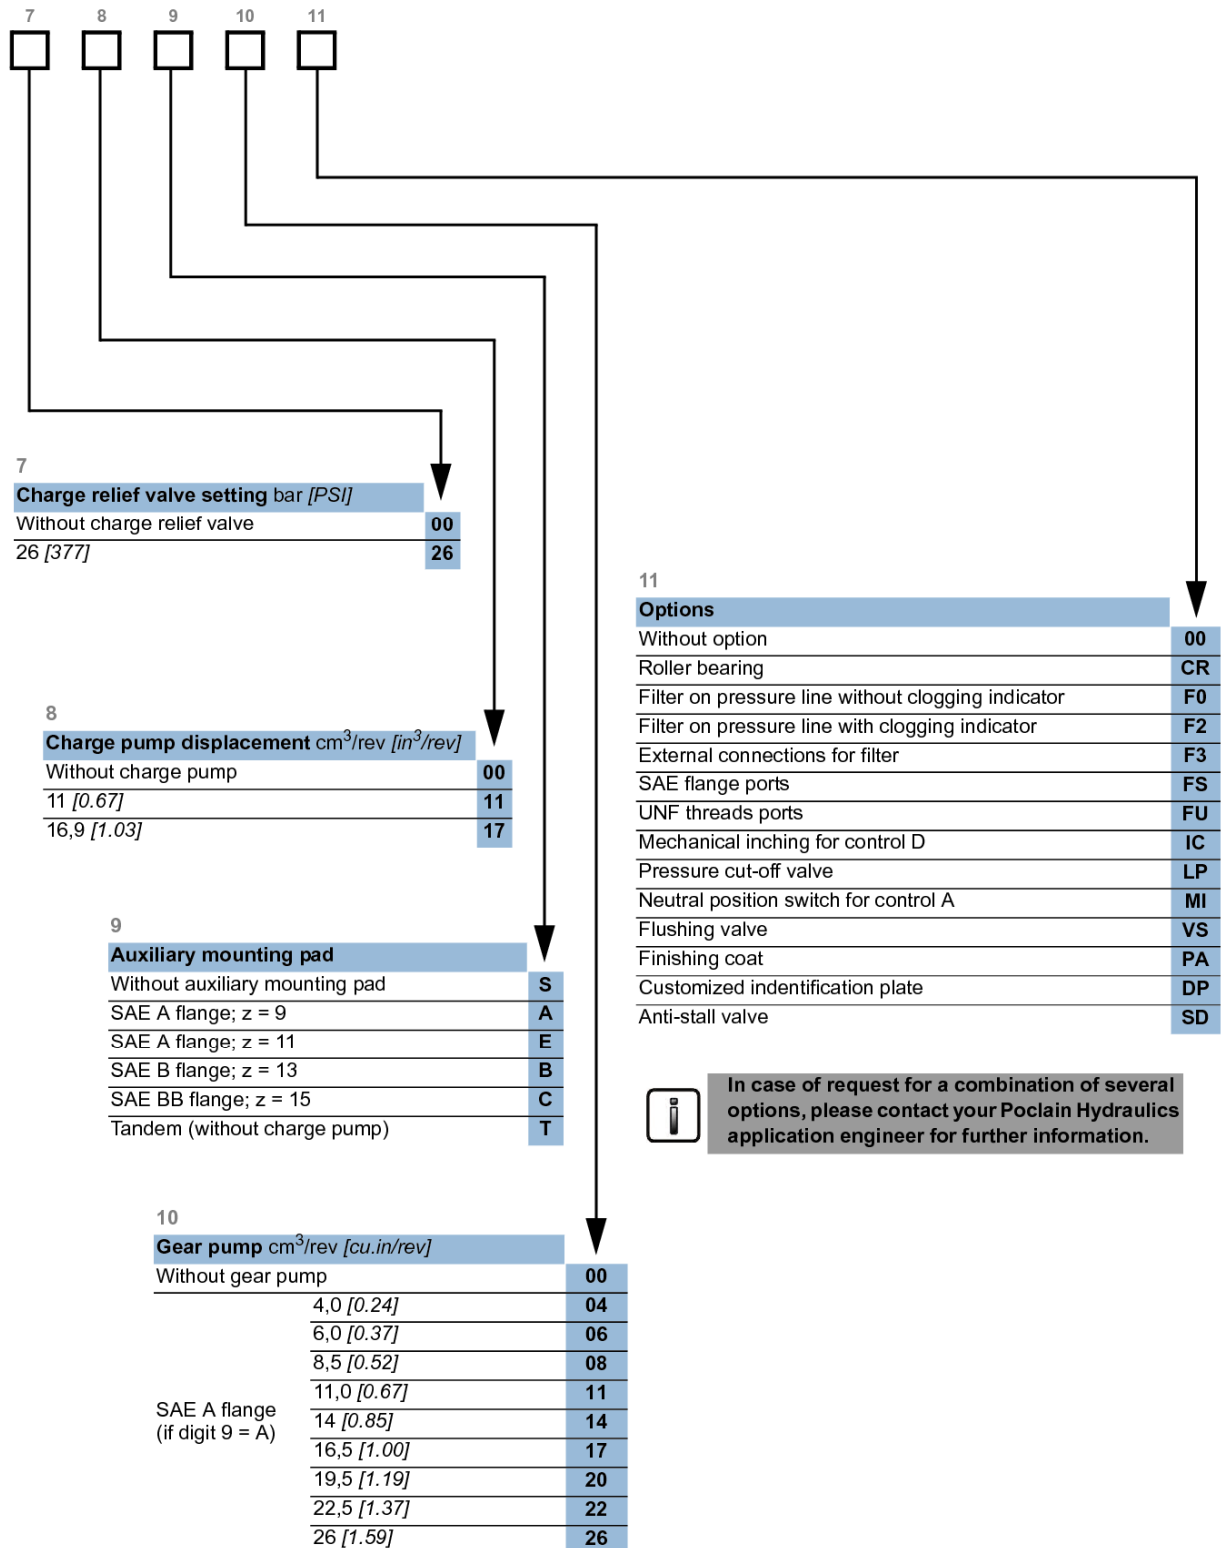 7 8 9 10 11
7
Charge relief valve setting bar [PSI]
Without charge relief valve 00
26 [377] 26
8
Charge pump displacement cm³/rev [in³/rev]
Without charge pump 00
11 [0.67] 11
16,9 [1.03] 17
9
Auxiliary mounting pad
Without auxiliary mounting pad S
SAE A flange; z = 9 A
SAE A flange; z = 11 E
SAE B flange; z = 13 B
SAE BB flange; z = 15 C
Tandem (without charge pump) T
10
Gear pump cm³/rev [cu.in/rev]
Without gear pump 00
SAE A flange
(if digit 9 = A)
4,0 [0.24] 04
6,0 [0.37] 06
8,5 [0.52] 08
11,0 [0.67] 11
14 [0.85] 14
16,5 [1.00] 17
19,5 [1.19] 20
22,5 [1.37] 22
26 [1.59] 26
11
Options
Without option 00
Roller bearing CR
Filter on pressure line without clogging indicator F0
Filter on pressure line with clogging indicator F2
External connections for filter F3
SAE flange ports FS
UNF threads ports FU
Mechanical inching for control D IC
Pressure cut-off valve LP
Neutral position switch for control A MI
Flushing valve VS
Finishing coat PA
Customized indentification plate DP
Anti-stall valve SD
i
In case of request for a combination of several
options, please contact your Poclain Hydraulics
application engineer for further information.